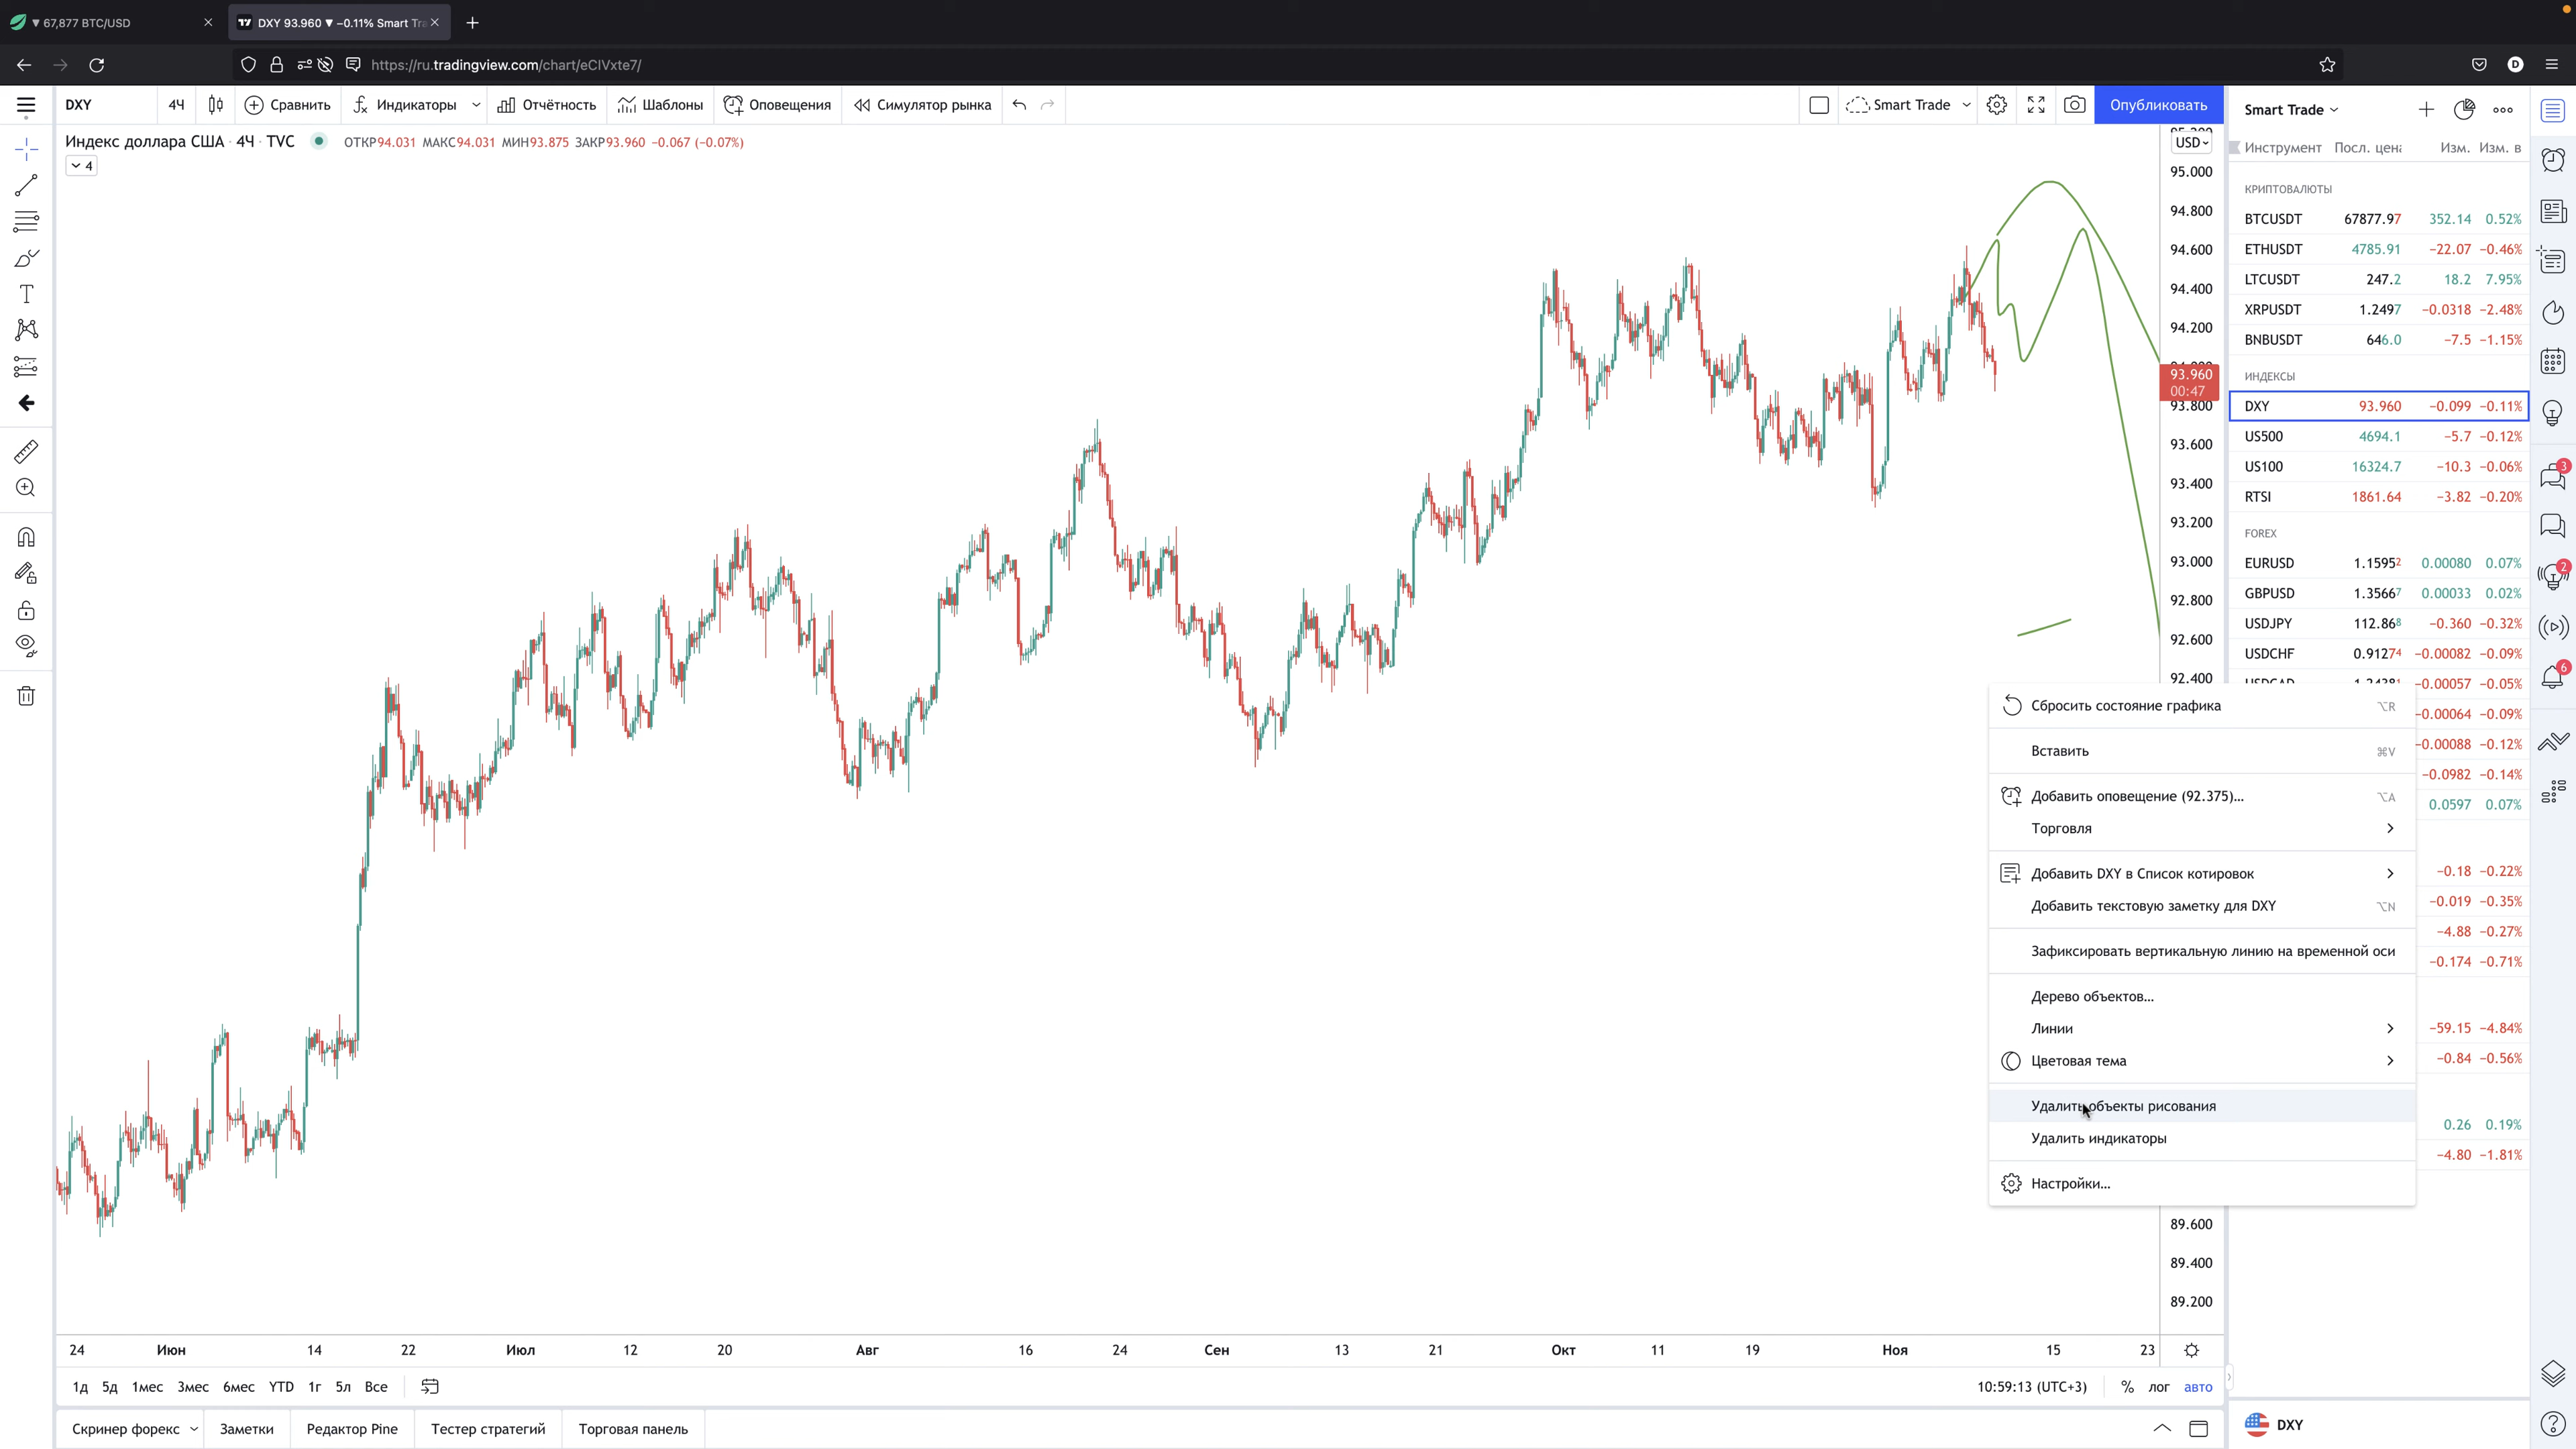 ▼ 67,877 BTC/USD
DXY 93.960 ▼ −0.11% Smart Tra
https://ru.tradingview.com/chart/eCIVxte7/
DXY 4Ч Сравнить Индикаторы Отчётность Шаблоны Оповещения Симулятор рынка Smart Trade Опубликовать
Индекс доллара США · 4Ч · TVC ОТКР94.031 МАКС94.031 МИН93.875 ЗАКР93.960 −0.067 (−0.07%)
4
USD
95.000
94.800
94.600
94.400
94.200
93.960
00:47
93.800
93.600
93.400
93.200
93.000
92.800
92.600
92.400
89.600
89.400
89.200
24 Июн 14 22 Июл 12 20 Авг 16 24 Сен 13 21 Окт 11 19 Ноя 15 23
1д 5д 1мес 3мес 6мес YTD 1г 5л Все 10:59:13 (UTC+3) % лог авто
Скринер форекс Заметки Редактор Pine Тестер стратегий Торговая панель
Сбросить состояние графика ⌥R
Вставить ⌘V
Добавить оповещение (92.375)... ⌥A
Торговля
Добавить DXY в Список котировок
Добавить текстовую заметку для DXY ⌥N
Зафиксировать вертикальную линию на временной оси
Дерево объектов...
Линии
Цветовая тема
Удалить объекты рисования
Удалить индикаторы
Настройки...
Smart Trade
Инструмент Посл. цена Изм. Изм. в
КРИПТОВАЛЮТЫ
BTCUSDT 67877.97 352.14 0.52%
ETHUSDT 4785.91 −22.07 −0.46%
LTCUSDT 247.2 18.2 7.95%
XRPUSDT 1.2497 −0.0318 −2.48%
BNBUSDT 646.0 −7.5 −1.15%
ИНДЕКСЫ
DXY 93.960 −0.099 −0.11%
US500 4694.1 −5.7 −0.12%
US100 16324.7 −10.3 −0.06%
RTSI 1861.64 −3.82 −0.20%
FOREX
EURUSD 1.15952 0.00080 0.07%
GBPUSD 1.35667 0.00033 0.02%
USDJPY 112.868 −0.360 −0.32%
USDCHF 0.91274 −0.00082 −0.09%
−0.00057 −0.05%
−0.00064 −0.09%
−0.00088 −0.12%
−0.0982 −0.14%
0.0597 0.07%
−0.18 −0.22%
−0.019 −0.35%
−4.88 −0.27%
−0.174 −0.71%
−59.15 −4.84%
−0.84 −0.56%
0.26 0.19%
−4.80 −1.81%
DXY
3
2
6